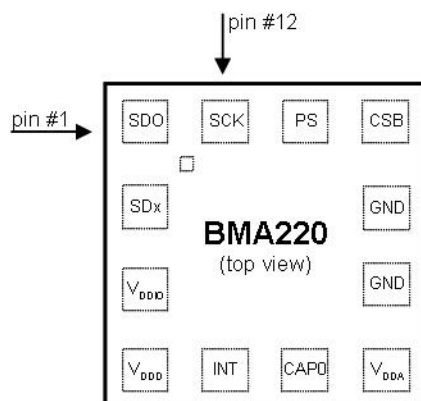 pin #12
pin #1
SDO SCK PS CSB
SDx GND
BMA220
(top view)
VDDIO GND
VDDD INT CAP0 VDDA